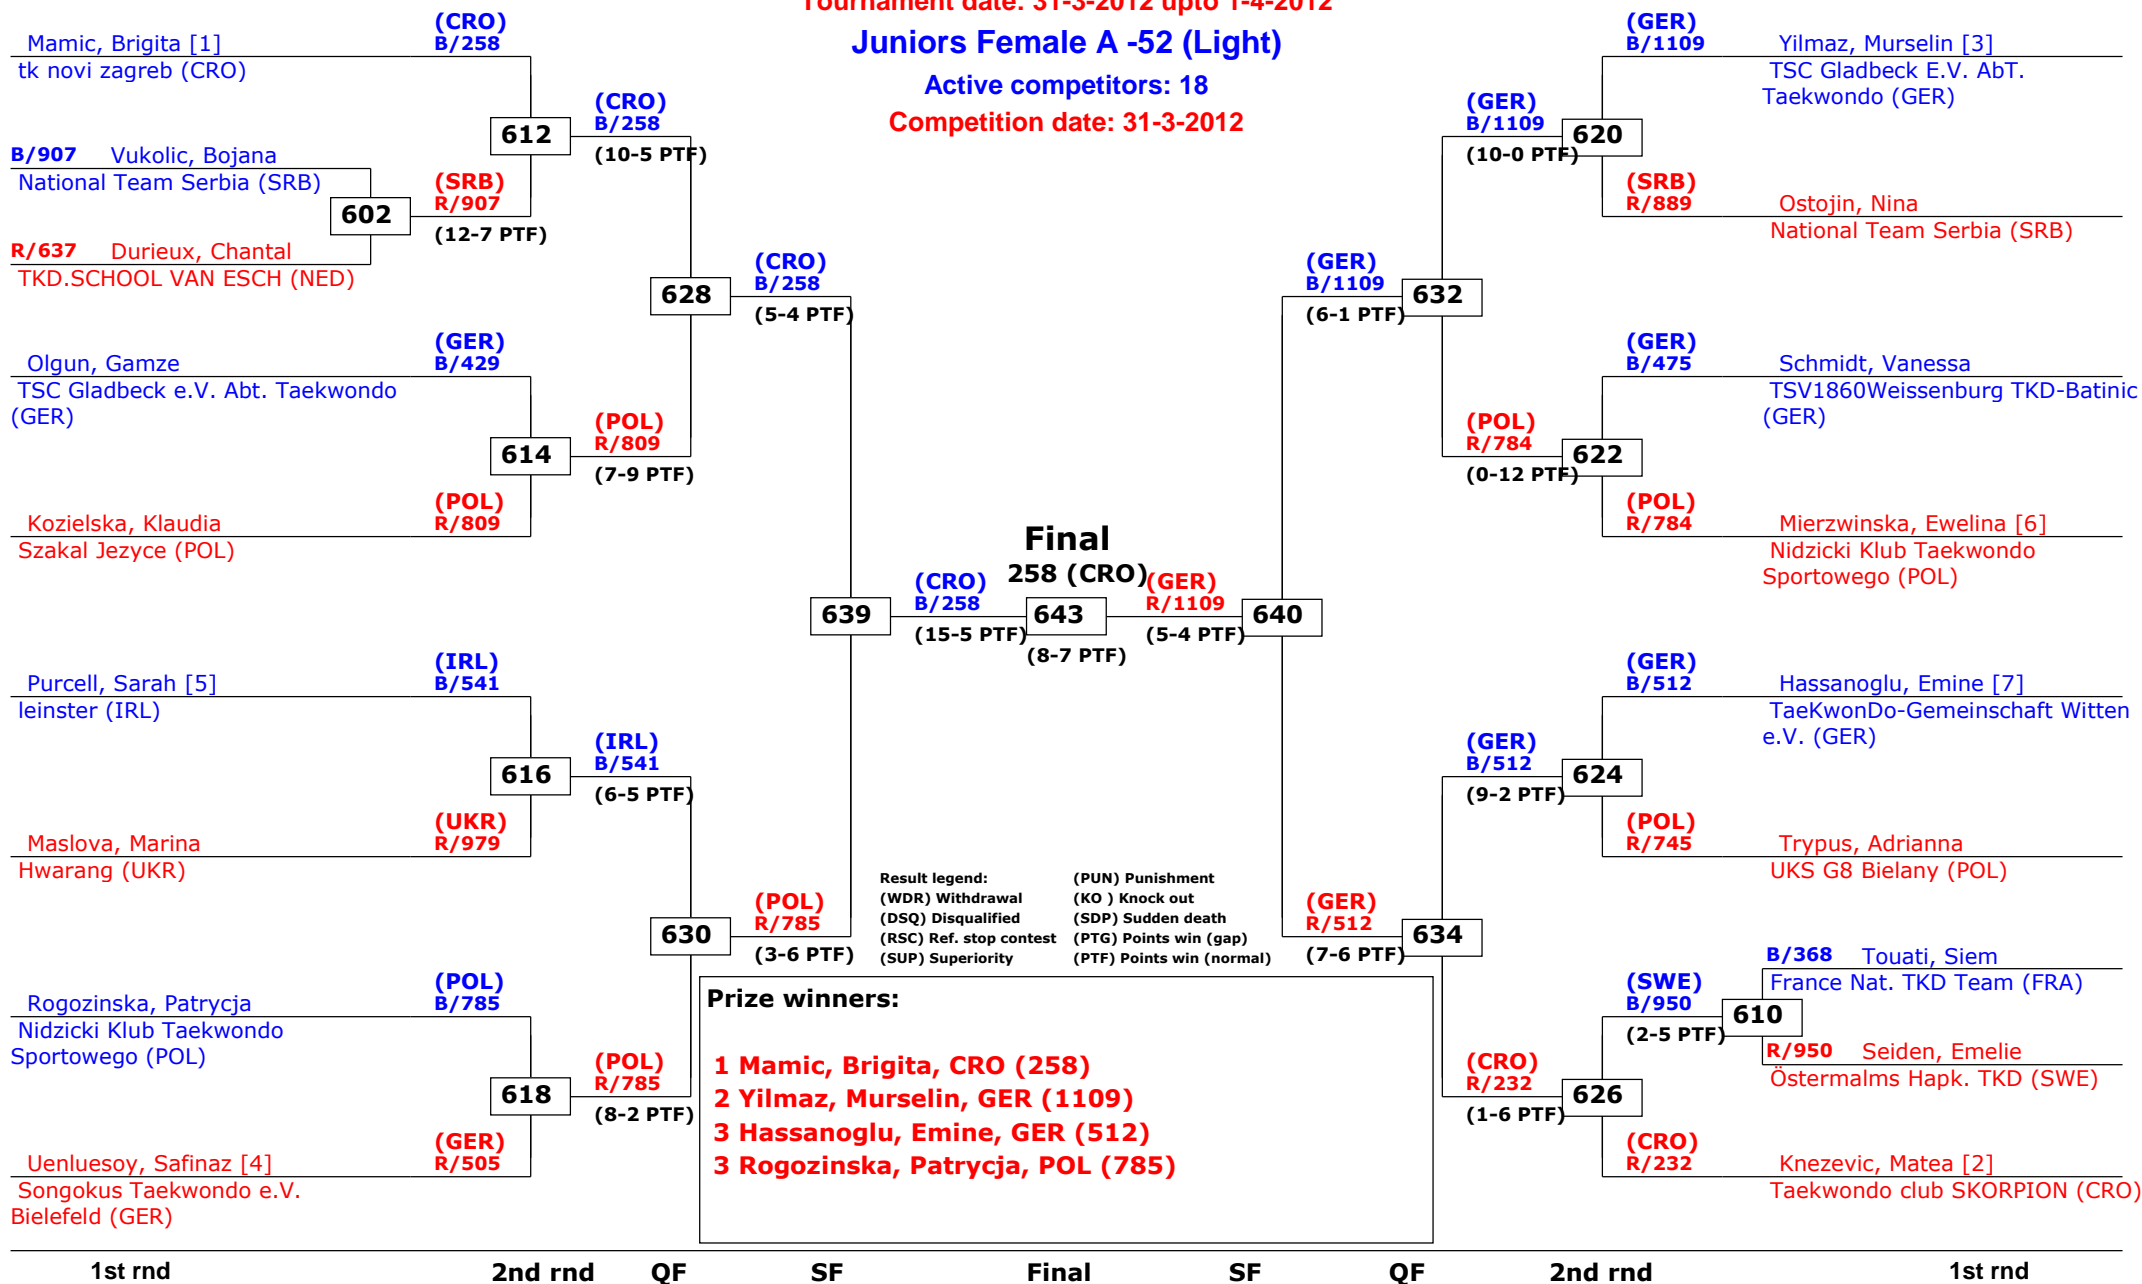 Tournament date: 31-3-2012 upto 1-4-2012
Juniors Female A -52 (Light)
Active competitors: 18
Competition date: 31-3-2012
Mamic, Brigita [1]
tk novi zagreb (CRO)
(CRO)
B/258
612
(CRO)
B/258
(10-5 PTF)
B/907 Vukolic, Bojana
National Team Serbia (SRB)
602
(SRB)
R/907
(12-7 PTF)
R/637 Durieux, Chantal
TKD.SCHOOL VAN ESCH (NED)
628
(CRO)
B/258
(5-4 PTF)
Olgun, Gamze
TSC Gladbeck e.V. Abt. Taekwondo
(GER)
(GER)
B/429
614
(POL)
R/809
(7-9 PTF)
Kozielska, Klaudia
Szakal Jezyce (POL)
(POL)
R/809
639
(CRO)
B/258
(15-5 PTF)
Purcell, Sarah [5]
leinster (IRL)
(IRL)
B/541
616
(IRL)
B/541
(6-5 PTF)
Maslova, Marina
Hwarang (UKR)
(UKR)
R/979
630
(POL)
R/785
(3-6 PTF)
Rogozinska, Patrycja
Nidzicki Klub Taekwondo
Sportowego (POL)
(POL)
B/785
618
(POL)
R/785
(8-2 PTF)
Uenluesoy, Safinaz [4]
Songokus Taekwondo e.V.
Bielefeld (GER)
(GER)
R/505
Final
258 (CRO)
643
(8-7 PTF)
(GER)
R/1109
(5-4 PTF)
640
(GER)
B/1109
(6-1 PTF)
632
(GER)
B/1109
(10-0 PTF)
620
(GER)
B/1109
Yilmaz, Murselin [3]
TSC Gladbeck E.V. AbT.
Taekwondo (GER)
(SRB)
R/889
Ostojin, Nina
National Team Serbia (SRB)
(GER)
B/475
Schmidt, Vanessa
TSV1860Weissenburg TKD-Batinic
(GER)
(POL)
R/784
(0-12 PTF)
622
(POL)
R/784
Mierzwinska, Ewelina [6]
Nidzicki Klub Taekwondo
Sportowego (POL)
(GER)
B/512
Hassanoglu, Emine [7]
TaeKwonDo-Gemeinschaft Witten
e.V. (GER)
(GER)
B/512
(9-2 PTF)
624
(POL)
R/745
Trypus, Adrianna
UKS G8 Bielany (POL)
(GER)
R/512
(7-6 PTF)
634
B/368 Touati, Siem
France Nat. TKD Team (FRA)
(SWE)
B/950
(2-5 PTF)
610
R/950 Seiden, Emelie
Östermalms Hapk. TKD (SWE)
(CRO)
R/232
(1-6 PTF)
626
(CRO)
R/232
Knezevic, Matea [2]
Taekwondo club SKORPION (CRO)
Result legend: (PUN) Punishment
(WDR) Withdrawal (KO ) Knock out
(DSQ) Disqualified (SDP) Sudden death
(RSC) Ref. stop contest (PTG) Points win (gap)
(SUP) Superiority (PTF) Points win (normal)
Prize winners:
1 Mamic, Brigita, CRO (258)
2 Yilmaz, Murselin, GER (1109)
3 Hassanoglu, Emine, GER (512)
3 Rogozinska, Patrycja, POL (785)
1st rnd 2nd rnd QF SF Final SF QF 2nd rnd 1st rnd